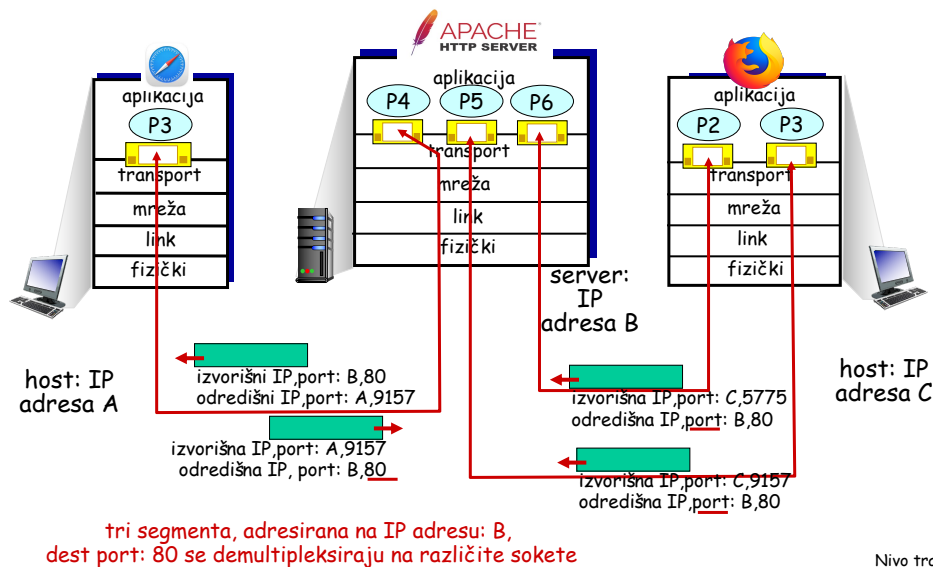 APACHE
HTTP SERVER
aplikacija
P3
transport
mreža
link
fizički
aplikacija
P4
P5
P6
transport
mreža
link
fizički
aplikacija
P2
P3
transport
mreža
link
fizički
server:
IP
adresa B
host: IP
adresa A
host: IP
adresa C
izvorišni IP,port: B,80
odredišni IP,port: A,9157
izvorišna IP,port: A,9157
odredišna IP, port: B,80
izvorišna IP,port: C,5775
odredišna IP,port: B,80
izvorišna IP,port: C,9157
odredišna IP,port: B,80
tri segmenta, adresirana na IP adresu: B,
dest port: 80 se demultipleksiraju na različite sokete
Nivo tra